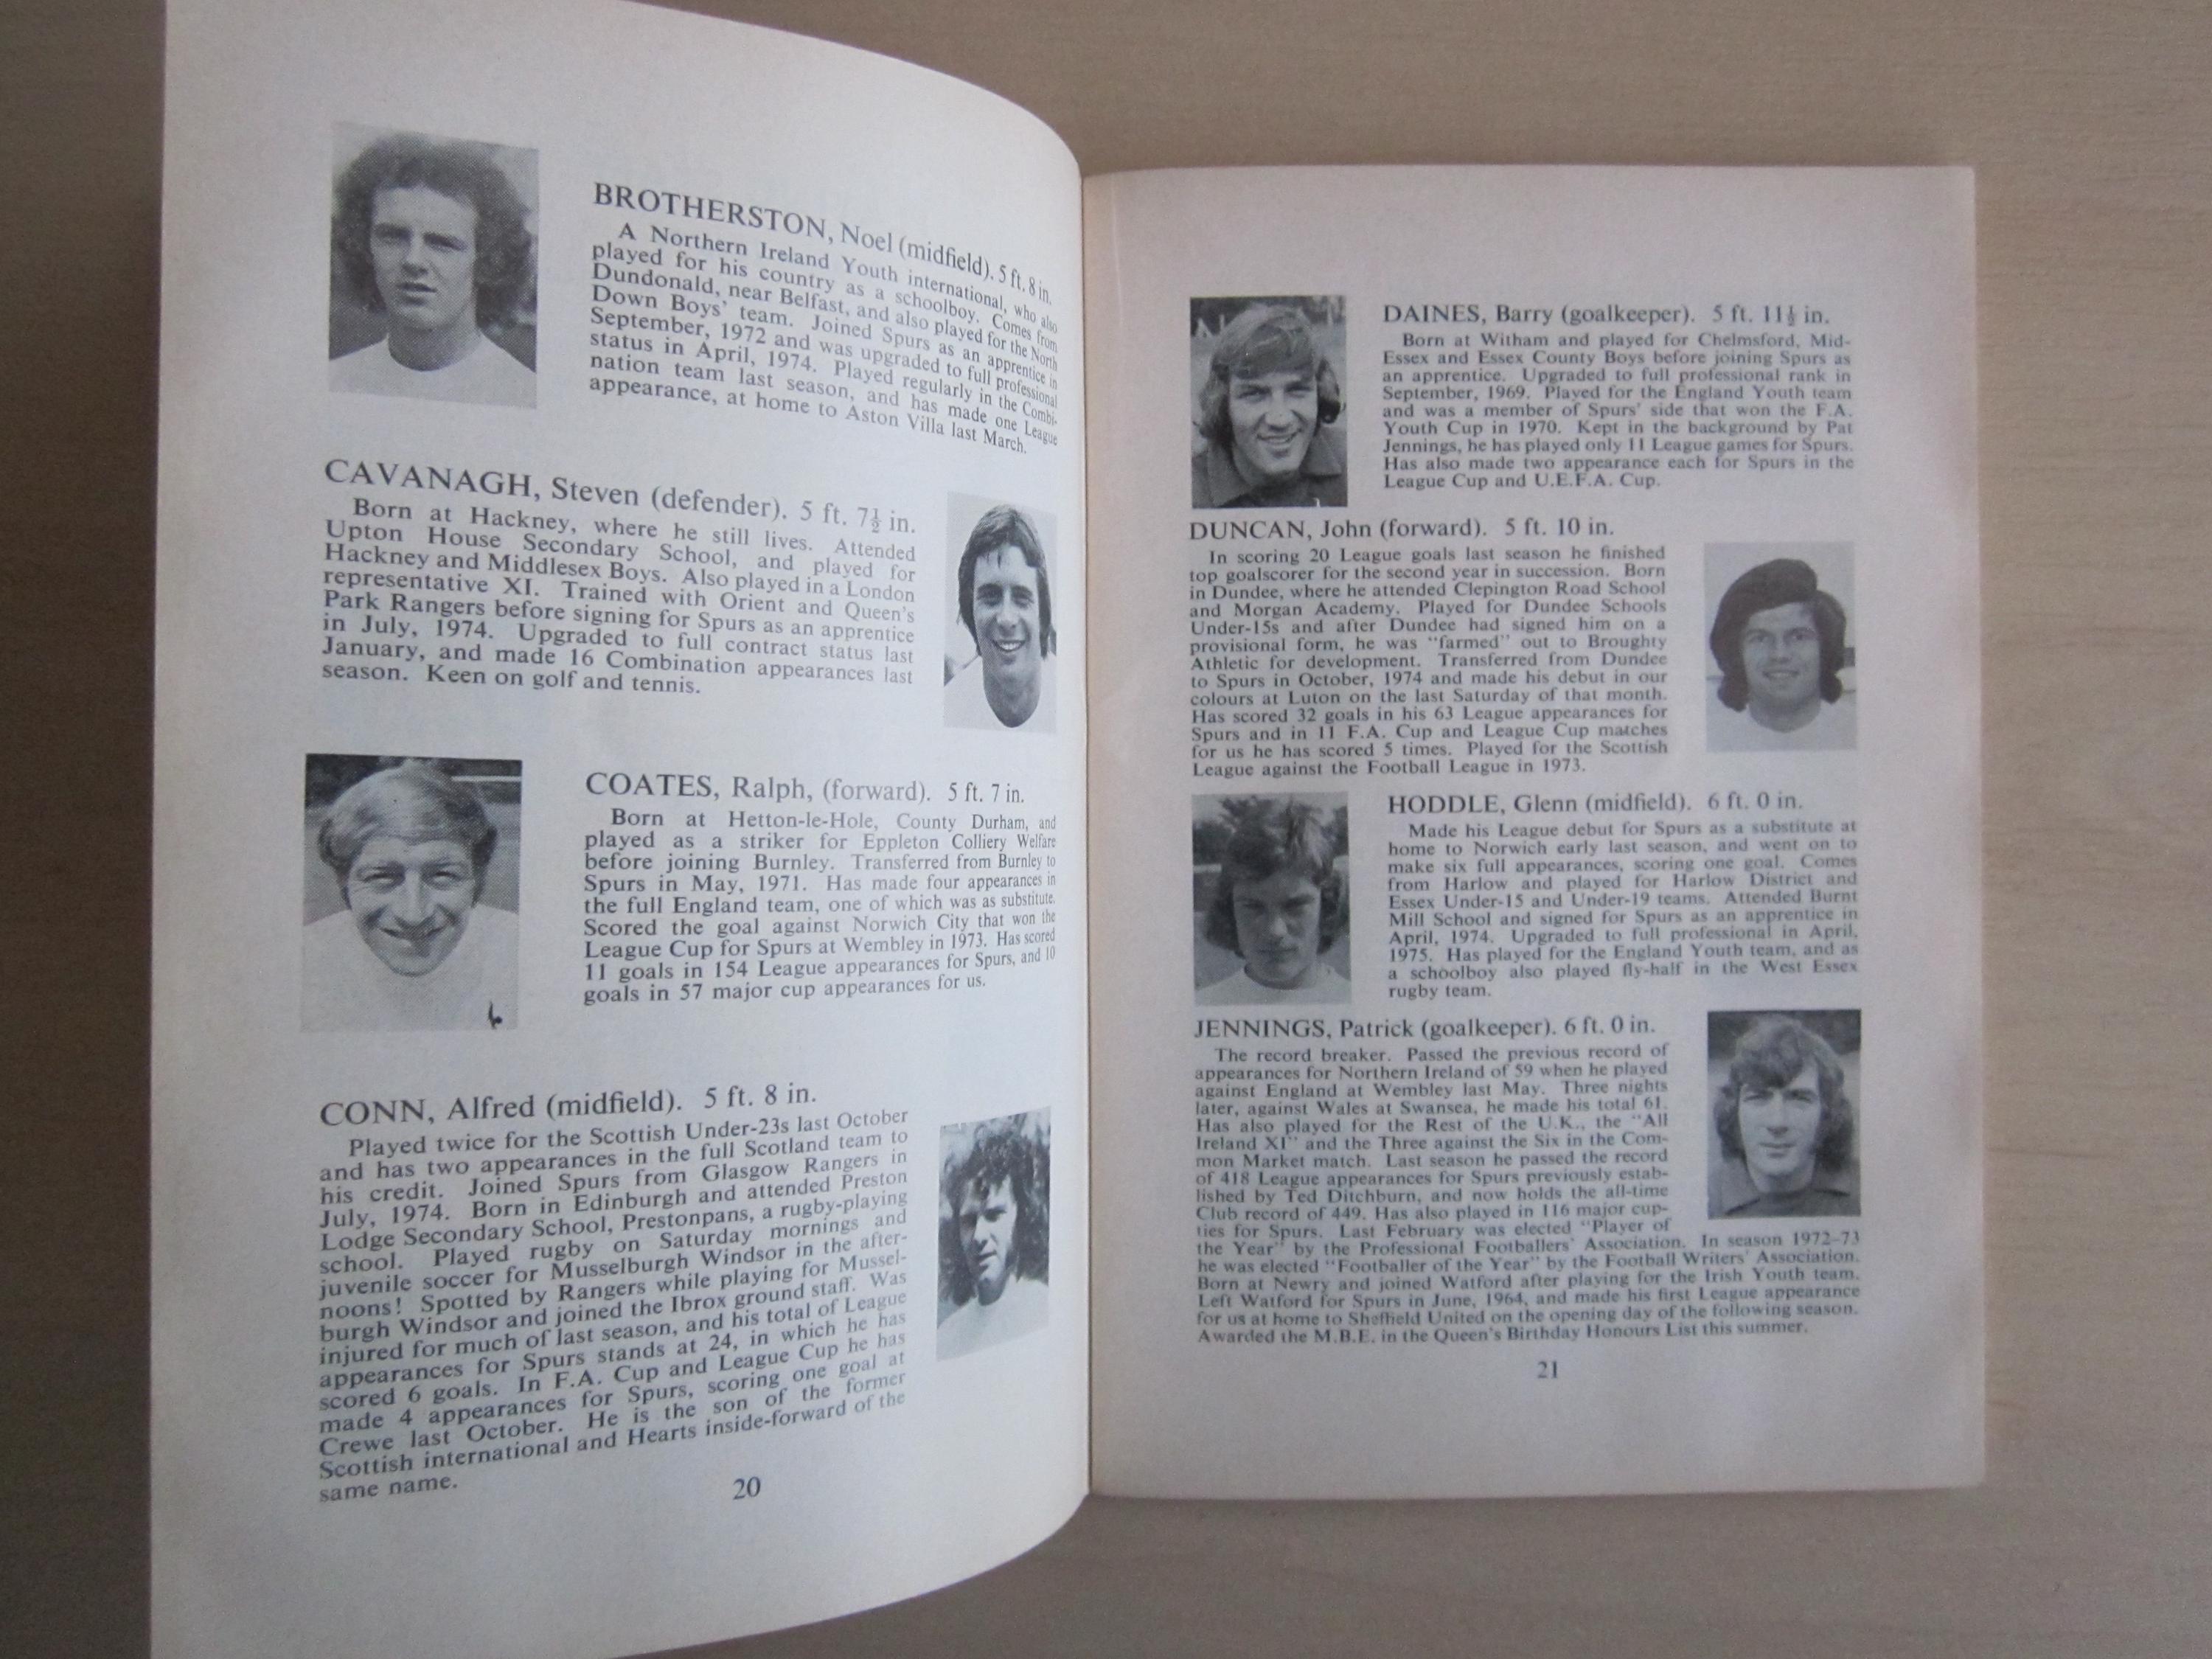 BROTHERSTON, Noel (midfield). 5 ft. 8 in.
A Northern Ireland Youth international, who also
played for his country as a schoolboy. Comes from
Dundonald, near Belfast, and also played for the North
Down Boys' team. Joined Spurs as an apprentice in
September, 1972 and was upgraded to full professional
status in April, 1974. Played regularly in the Combi-
nation team last season, and has made one League
appearance, at home to Aston Villa last March.
CAVANAGH, Steven (defender). 5 ft. 7½ in.
Born at Hackney, where he still lives. Attended
Upton House Secondary School, and played for
Hackney and Middlesex Boys. Also played in a London
representative XI. Trained with Orient and Queen's
Park Rangers before signing for Spurs as an apprentice
in July, 1974. Upgraded to full contract status last
January, and made 16 Combination appearances last
season. Keen on golf and tennis.
COATES, Ralph, (forward). 5 ft. 7 in.
Born at Hetton-le-Hole, County Durham, and
played as a striker for Eppleton Colliery Welfare
before joining Burnley. Transferred from Burnley to
Spurs in May, 1971. Has made four appearances in
the full England team, one of which was as substitute.
Scored the goal against Norwich City that won the
League Cup for Spurs at Wembley in 1973. Has scored
11 goals in 154 League appearances for Spurs, and 10
goals in 57 major cup appearances for us.
CONN, Alfred (midfield). 5 ft. 8 in.
Played twice for the Scottish Under-23s last October
and has two appearances in the full Scotland team to
his credit. Joined Spurs from Glasgow Rangers in
July, 1974. Born in Edinburgh and attended Preston
Lodge Secondary School, Prestonpans, a rugby-playing
school. Played rugby on Saturday mornings and
juvenile soccer for Musselburgh Windsor in the after-
noons! Spotted by Rangers while playing for Mussel-
burgh Windsor and joined the Ibrox ground staff. Was
injured for much of last season, and his total of League
appearances for Spurs stands at 24, in which he has
scored 6 goals. In F.A. Cup and League Cup he has
made 4 appearances for Spurs, scoring one goal at
Crewe last October. He is the son of the former
Scottish international and Hearts inside-forward of the
same name.
20
DAINES, Barry (goalkeeper). 5 ft. 11½ in.
Born at Witham and played for Chelmsford, Mid-
Essex and Essex County Boys before joining Spurs as
an apprentice. Upgraded to full professional rank in
September, 1969. Played for the England Youth team
and was a member of Spurs' side that won the F.A.
Youth Cup in 1970. Kept in the background by Pat
Jennings, he has played only 11 League games for Spurs.
Has also made two appearance each for Spurs in the
League Cup and U.E.F.A. Cup.
DUNCAN, John (forward). 5 ft. 10 in.
In scoring 20 League goals last season he finished
top goalscorer for the second year in succession. Born
in Dundee, where he attended Clepington Road School
and Morgan Academy. Played for Dundee Schools
Under-15s and after Dundee had signed him on a
provisional form, he was "farmed" out to Broughty
Athletic for development. Transferred from Dundee
to Spurs in October, 1974 and made his debut in our
colours at Luton on the last Saturday of that month.
Has scored 32 goals in his 63 League appearances for
Spurs and in 11 F.A. Cup and League Cup matches
for us he has scored 5 times. Played for the Scottish
League against the Football League in 1973.
HODDLE, Glenn (midfield). 6 ft. 0 in.
Made his League debut for Spurs as a substitute at
home to Norwich early last season, and went on to
make six full appearances, scoring one goal. Comes
from Harlow and played for Harlow District and
Essex Under-15 and Under-19 teams. Attended Burnt
Mill School and signed for Spurs as an apprentice in
April, 1974. Upgraded to full professional in April,
1975. Has played for the England Youth team, and as
a schoolboy also played fly-half in the West Essex
rugby team.
JENNINGS, Patrick (goalkeeper). 6 ft. 0 in.
The record breaker. Passed the previous record of
appearances for Northern Ireland of 59 when he played
against England at Wembley last May. Three nights
later, against Wales at Swansea, he made his total 61.
Has also played for the Rest of the U.K., the "All
Ireland XI" and the Three against the Six in the Com-
mon Market match. Last season he passed the record
of 418 League appearances for Spurs previously estab-
lished by Ted Ditchburn, and now holds the all-time
Club record of 449. Has also played in 116 major cup-
ties for Spurs. Last February was elected "Player of
the Year" by the Professional Footballers' Association. In season 1972–73
he was elected "Footballer of the Year" by the Football Writers' Association.
Born at Newry and joined Watford after playing for the Irish Youth team.
Left Watford for Spurs in June, 1964, and made his first League appearance
for us at home to Sheffield United on the opening day of the following season.
Awarded the M.B.E. in the Queen's Birthday Honours List this summer.
21